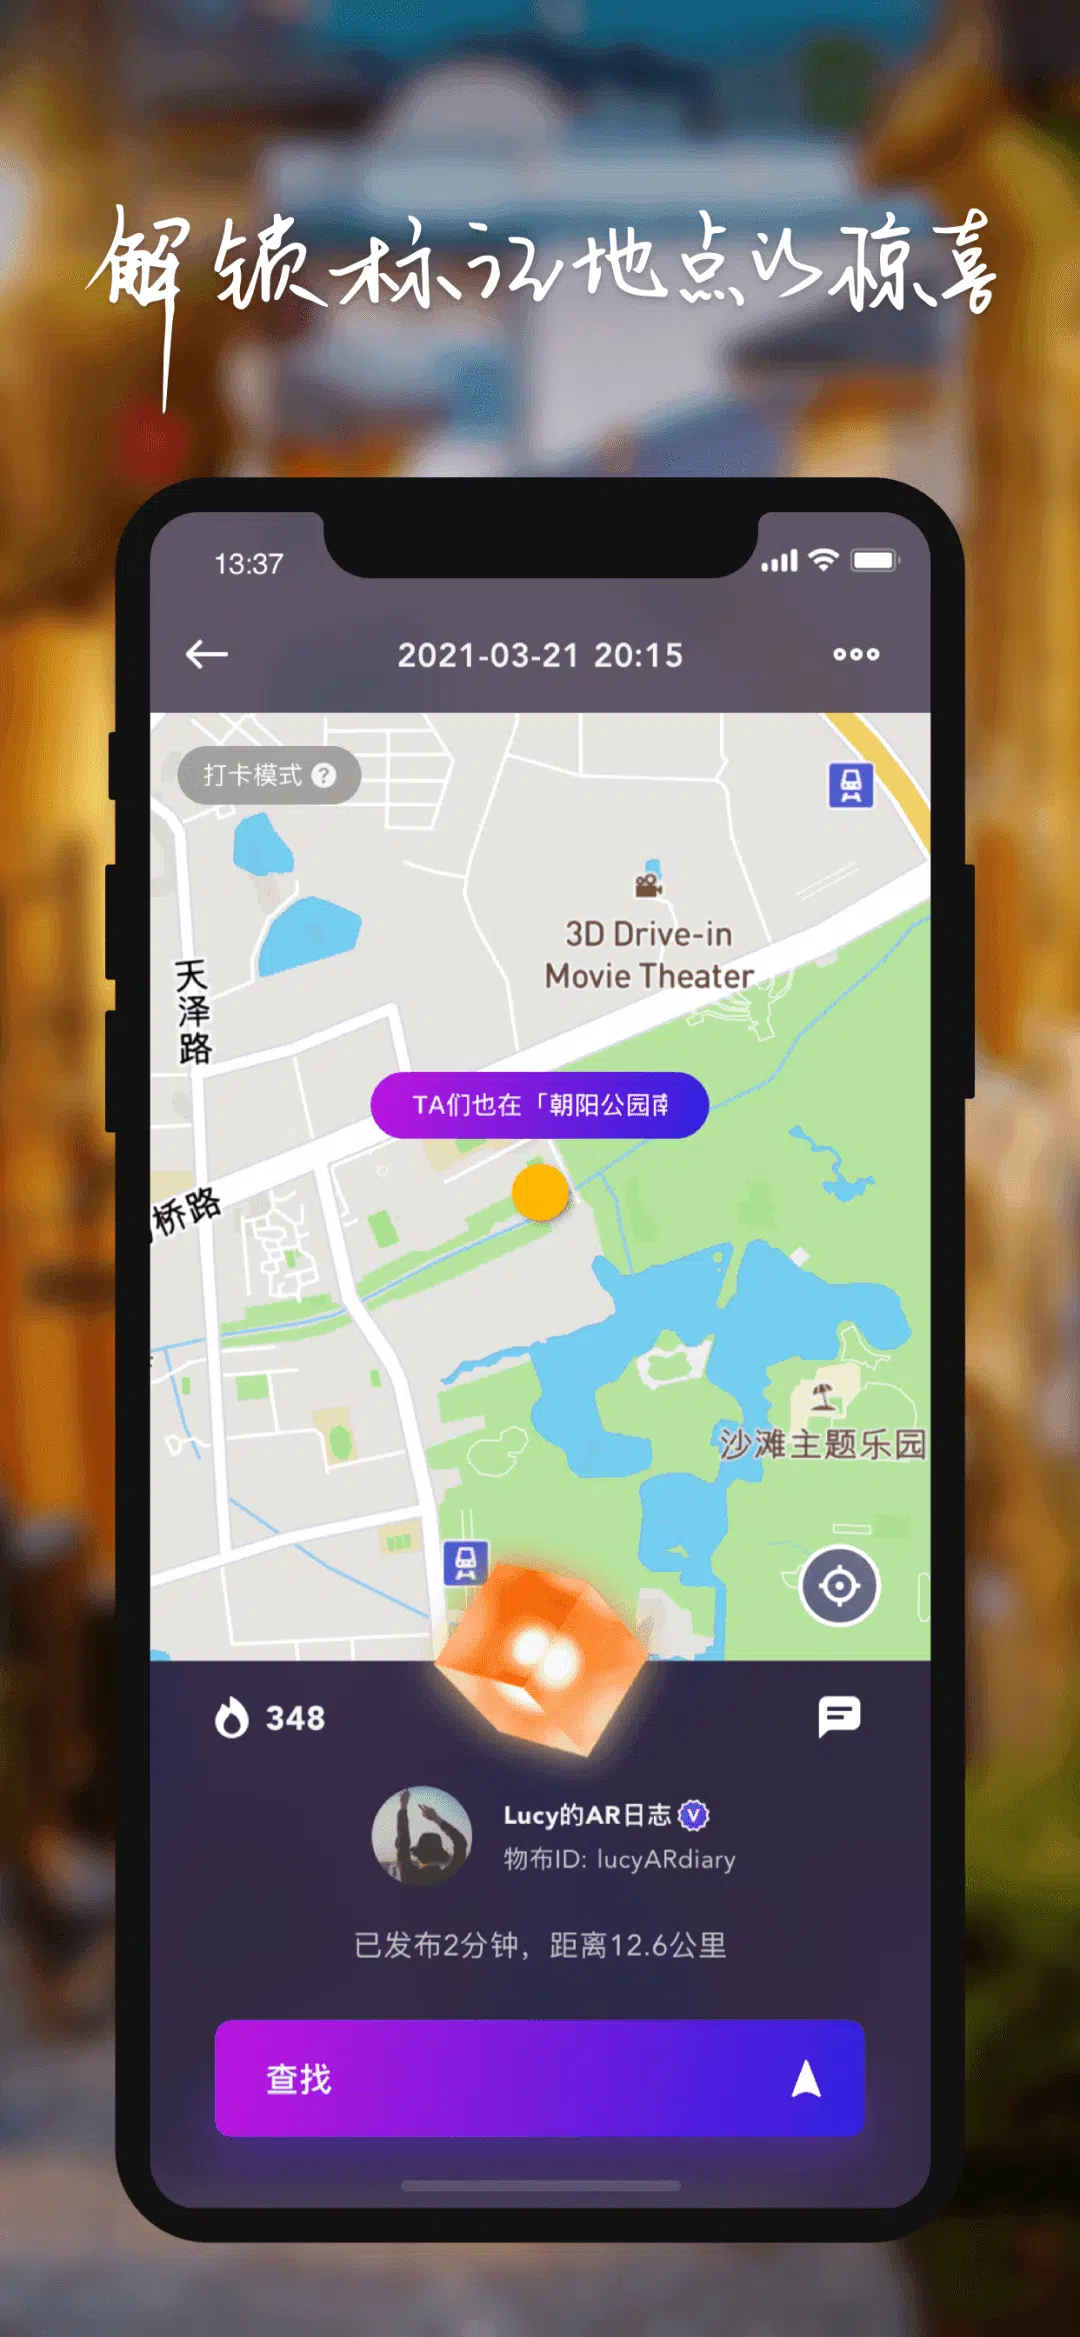 解锁标记地点的惊喜
13:37
2021-03-21 20:15
打卡模式 ?
3D Drive-in
Movie Theater
天泽路
TA们也在「朝阳公园南
桥路
沙滩主题乐园
348
Lucy的AR日志 V
物布ID: lucyARdiary
已发布2分钟，距离12.6公里
查找